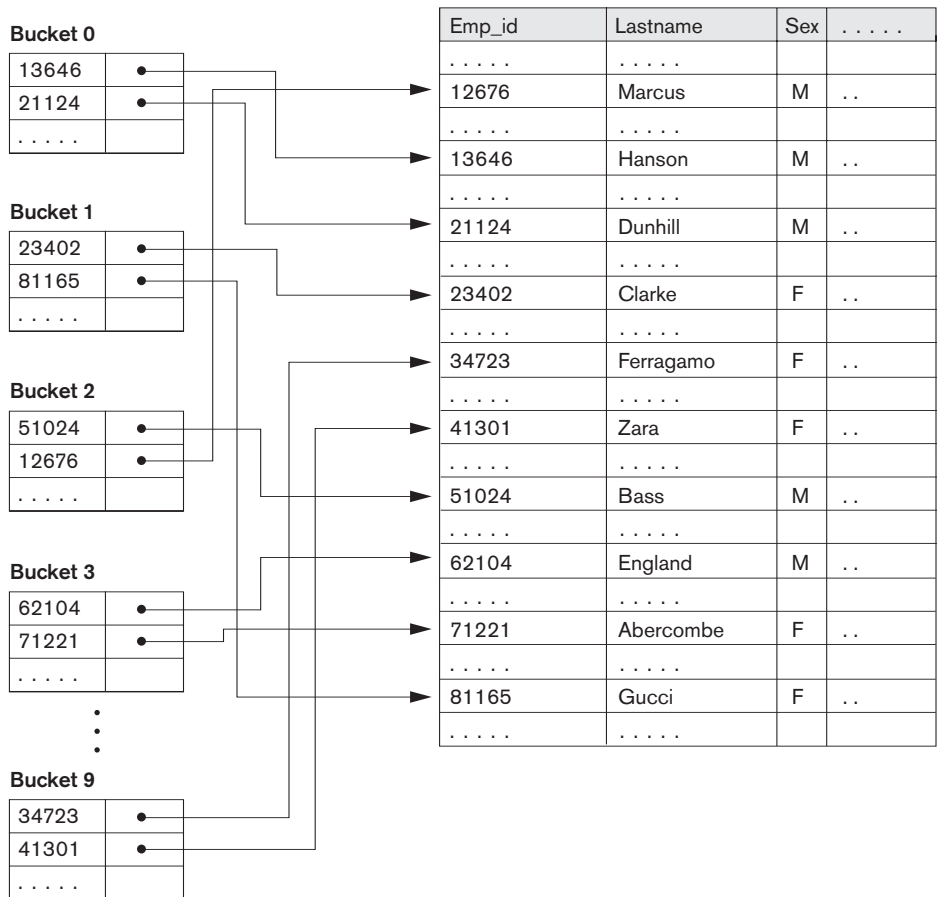 Bucket 0
13646
21124
. . . . .
Bucket 1
23402
81165
. . . . .
Bucket 2
51024
12676
. . . . .
Bucket 3
62104
71221
. . . . .
Bucket 9
34723
41301
. . . . .
Emp_id Lastname Sex . . . . .
. . . . . . . . . .
12676 Marcus M . .
. . . . . . . . . .
13646 Hanson M . .
. . . . . . . . . .
21124 Dunhill M . .
. . . . . . . . . .
23402 Clarke F . .
. . . . . . . . . .
34723 Ferragamo F . .
. . . . . . . . . .
41301 Zara F . .
. . . . . . . . . .
51024 Bass M . .
. . . . . . . . . .
62104 England M . .
. . . . . . . . . .
71221 Abercombe F . .
. . . . . . . . . .
81165 Gucci F . .
. . . . . . . . . .